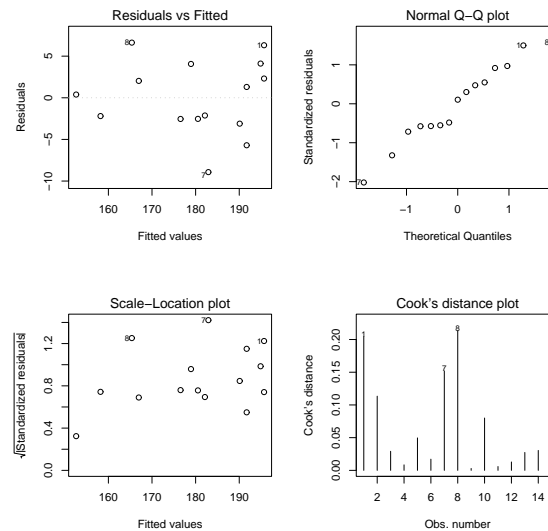 Residuals vs Fitted
Residuals
5
0
−5
−10
8
1
7
160 170 180 190
Fitted values
Normal Q−Q plot
Standardized residuals
1
0
−1
−2
1
8
7
−1 0 1
Theoretical Quantiles
Scale−Location plot
√|Standardized residuals|
1.2
0.8
0.4
0.0
8
7
1
160 170 180 190
Fitted values
Cook's distance plot
Cook's distance
0.20
0.15
0.10
0.05
0.00
1
7
8
2 4 6 8 10 12 14
Obs. number